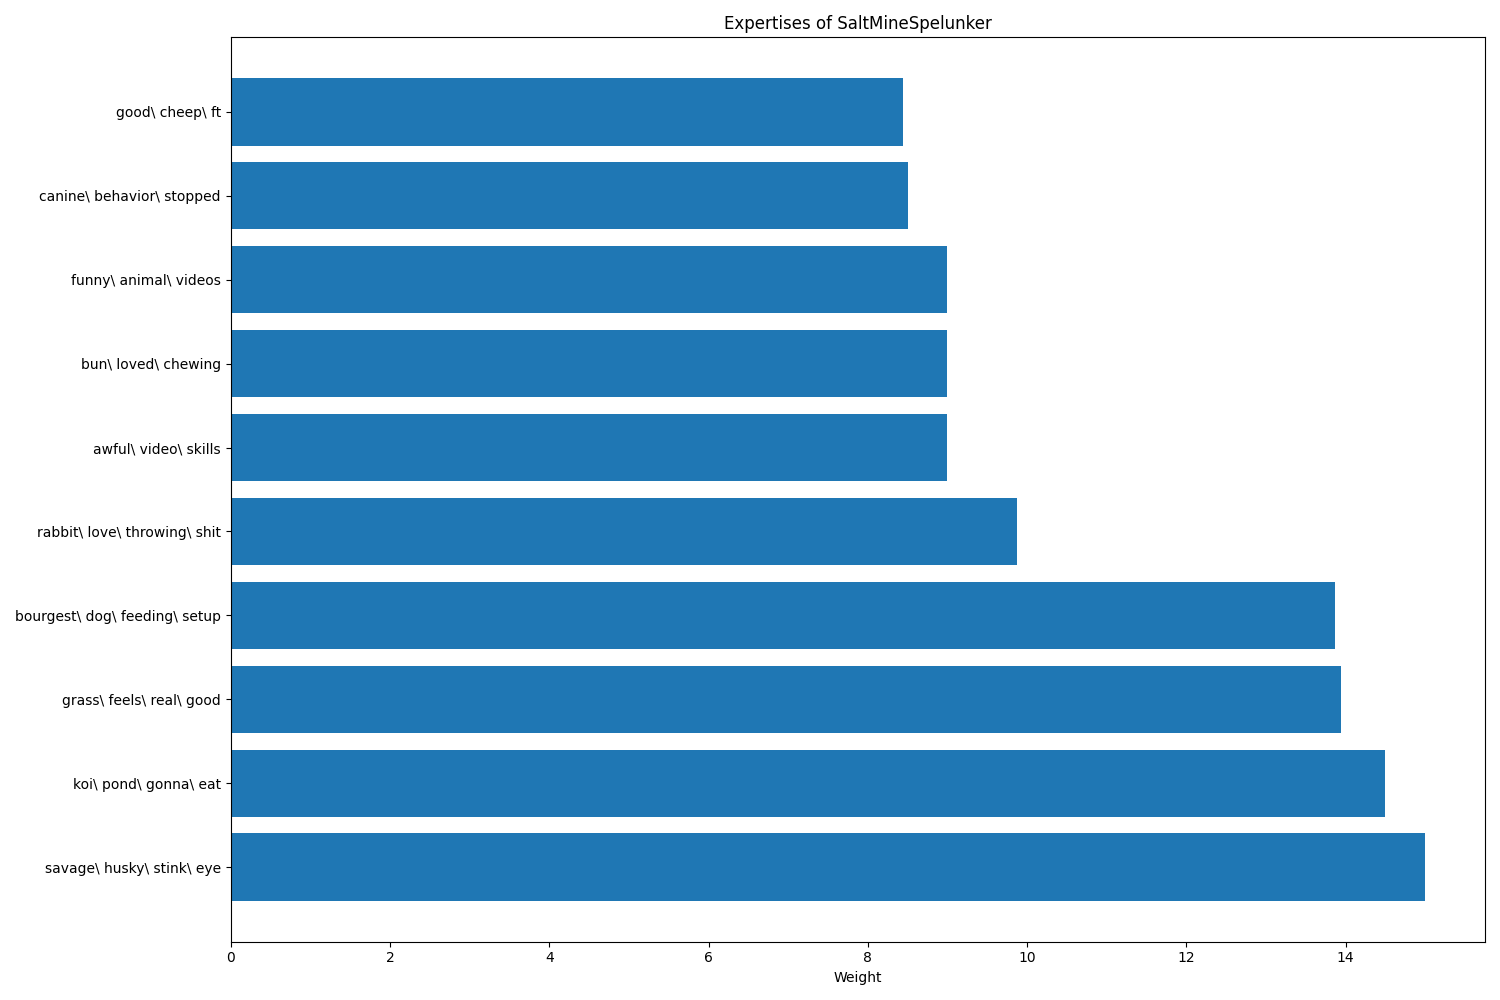 Expertises of SaltMineSpelunker
good\ cheep\ ft
canine\ behavior\ stopped
funny\ animal\ videos
bun\ loved\ chewing
awful\ video\ skills
rabbit\ love\ throwing\ shit
bourgest\ dog\ feeding\ setup
grass\ feels\ real\ good
koi\ pond\ gonna\ eat
savage\ husky\ stink\ eye
0 2 4 6 8 10 12 14
Weight